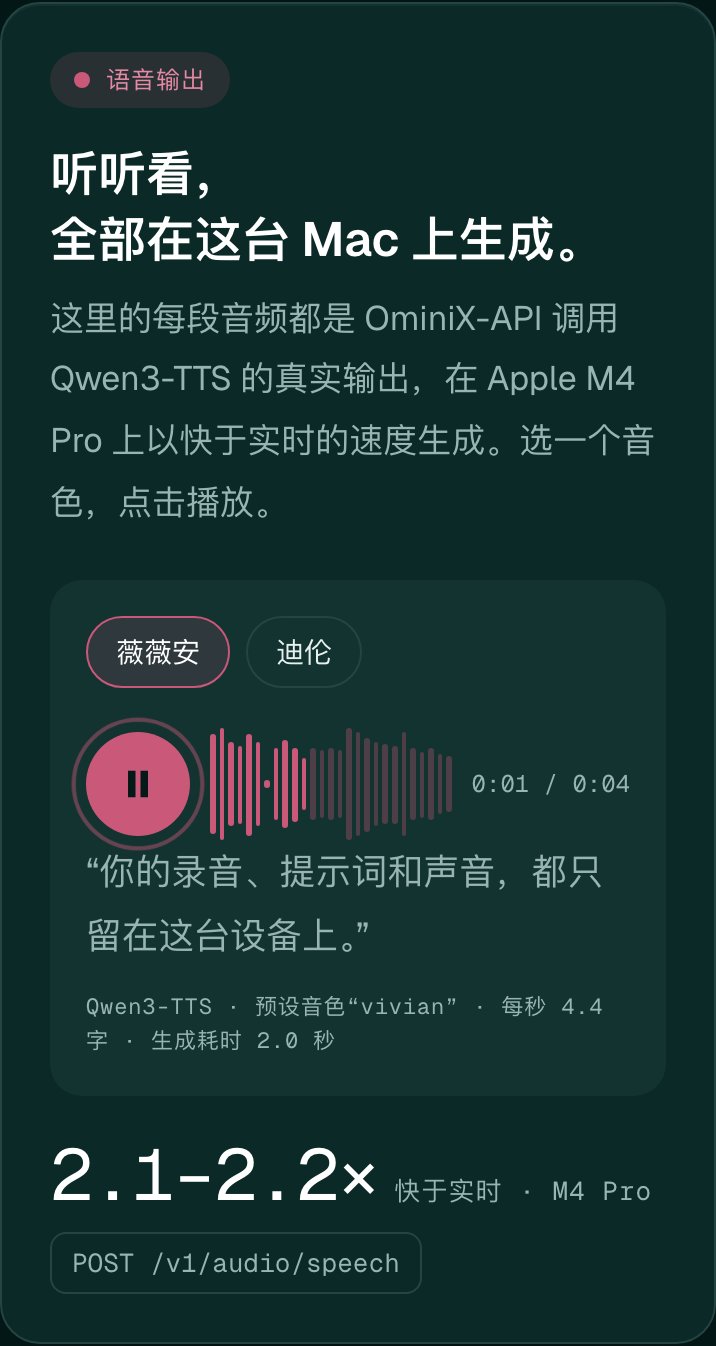 语音输出
听听看，
全部在这台 Mac 上生成。
这里的每段音频都是 OminiX-API 调用
Qwen3-TTS 的真实输出，在 Apple M4
Pro 上以快于实时的速度生成。选一个音
色，点击播放。
薇薇安 迪伦
0:01 / 0:04
“你的录音、提示词和声音，都只
留在这台设备上。”
Qwen3-TTS · 预设音色“vivian” · 每秒 4.4
字 · 生成耗时 2.0 秒
2.1–2.2× 快于实时 · M4 Pro
POST /v1/audio/speech